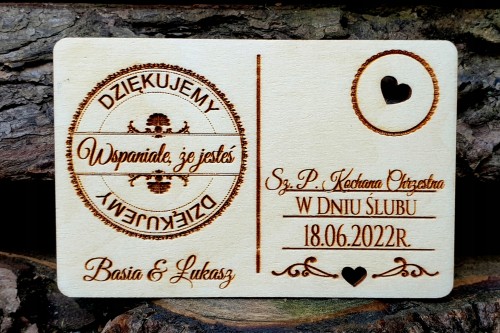 DZIĘKUJEMY
Wspaniale, że jesteś
DZIĘKUJEMY
Basia & Łukasz
Sz. P. Kochana Chrzestna
W DNIU ŚLUBU
18.06.2022R.